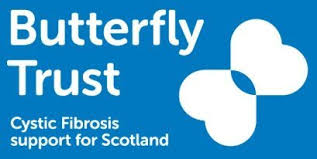 Butterfly
Trust
Cystic Fibrosis
support for Scotland